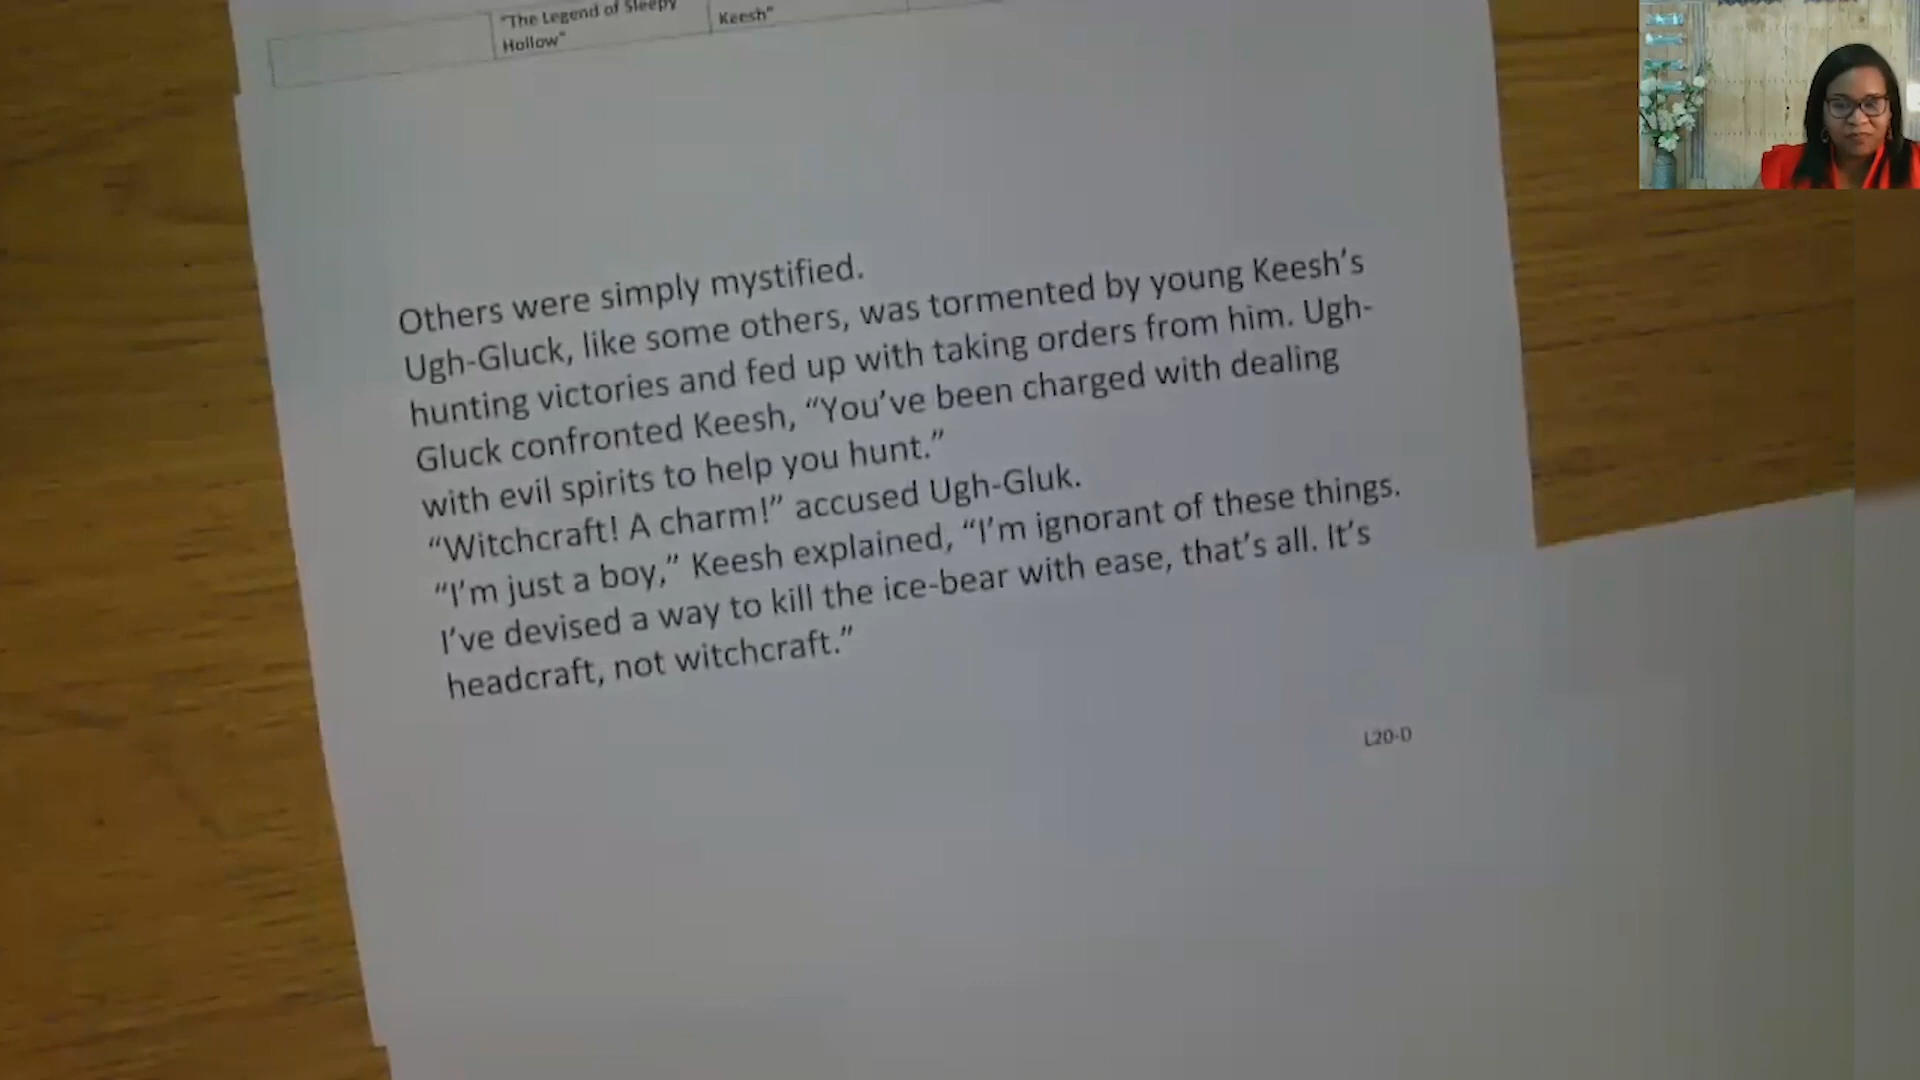 "The Legend of Sleepy
Hollow"
Keesh"
Others were simply mystified.
Ugh-Gluck, like some others, was tormented by young Keesh's
hunting victories and fed up with taking orders from him. Ugh-
Gluck confronted Keesh, "You've been charged with dealing
with evil spirits to help you hunt."
"Witchcraft! A charm!" accused Ugh-Gluk.
"I'm just a boy," Keesh explained, "I'm ignorant of these things.
I've devised a way to kill the ice-bear with ease, that's all. It's
headcraft, not witchcraft."
L20-D